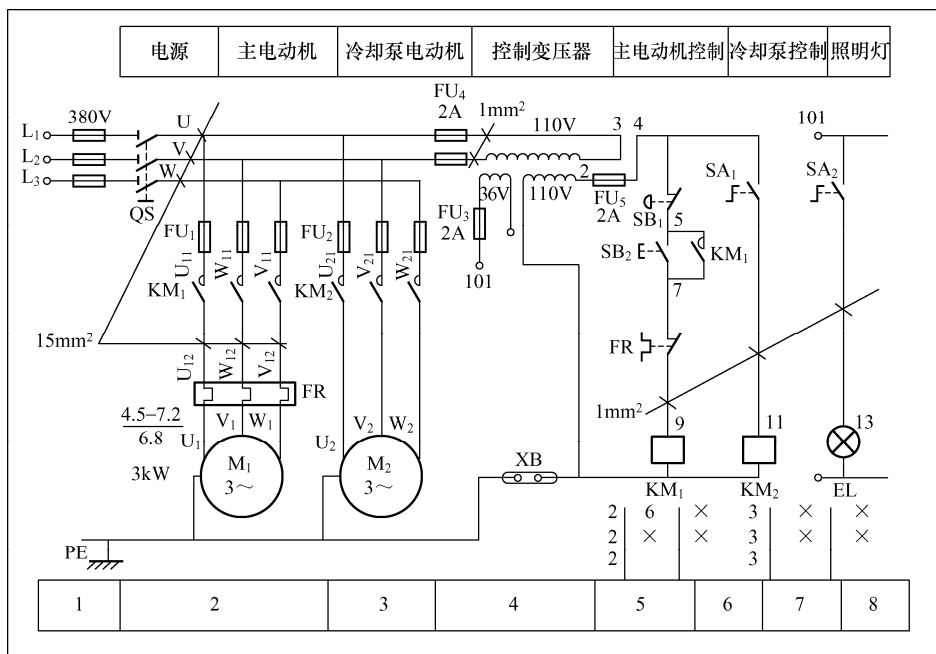 电源 主电动机 冷却泵电动机 控制变压器 主电动机控制 冷却泵控制 照明灯
FU₄
2A
1mm²
380V
110V
3 4
101
L₁
L₂
L₃
U
V
W
QS
36V
110V
2
FU₅
2A
FU₃
2A
101
SB₁
5
SA₁
SA₂
FU₁
FU₂
U₁₁
W₁₁
V₁₁
U₂₁
V₂₁
W₂₁
SB₂
KM₁
KM₁
KM₂
7
15mm²
U₁₂
W₁₂
V₁₂
FR
FR
1mm²
4.5-7.2
6.8
3kW
U₁
V₁
W₁
U₂
V₂
W₂
M₁
3～
M₂
3～
9
11
13
XB
KM₁
KM₂
EL
2 6 × 3 × ×
2 × × 3 × ×
2 3
PE
1 2 3 4 5 6 7 8